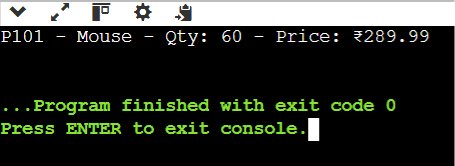 P101 - Mouse - Qty: 60 - Price: ₹289.99
...Program finished with exit code 0
Press ENTER to exit console.